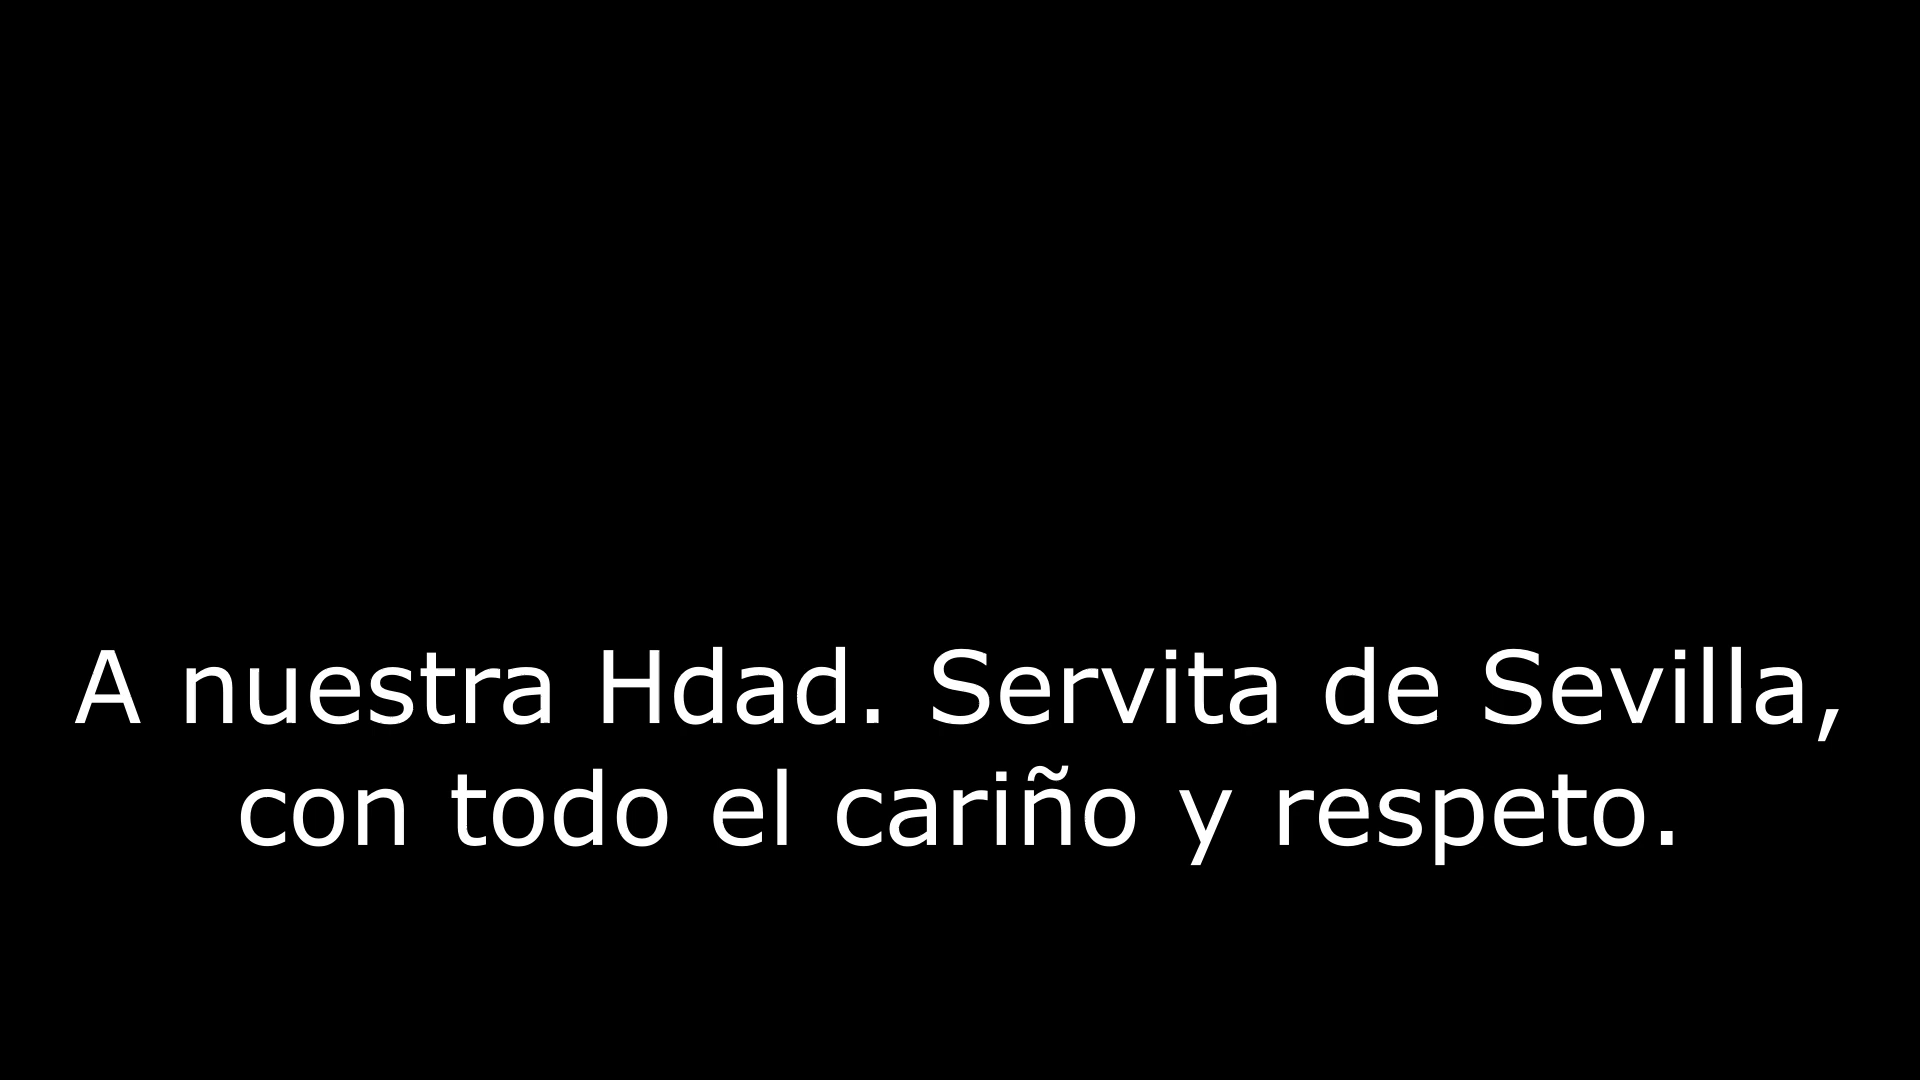 A nuestra Hdad. Servita de Sevilla,
con todo el cariño y respeto.